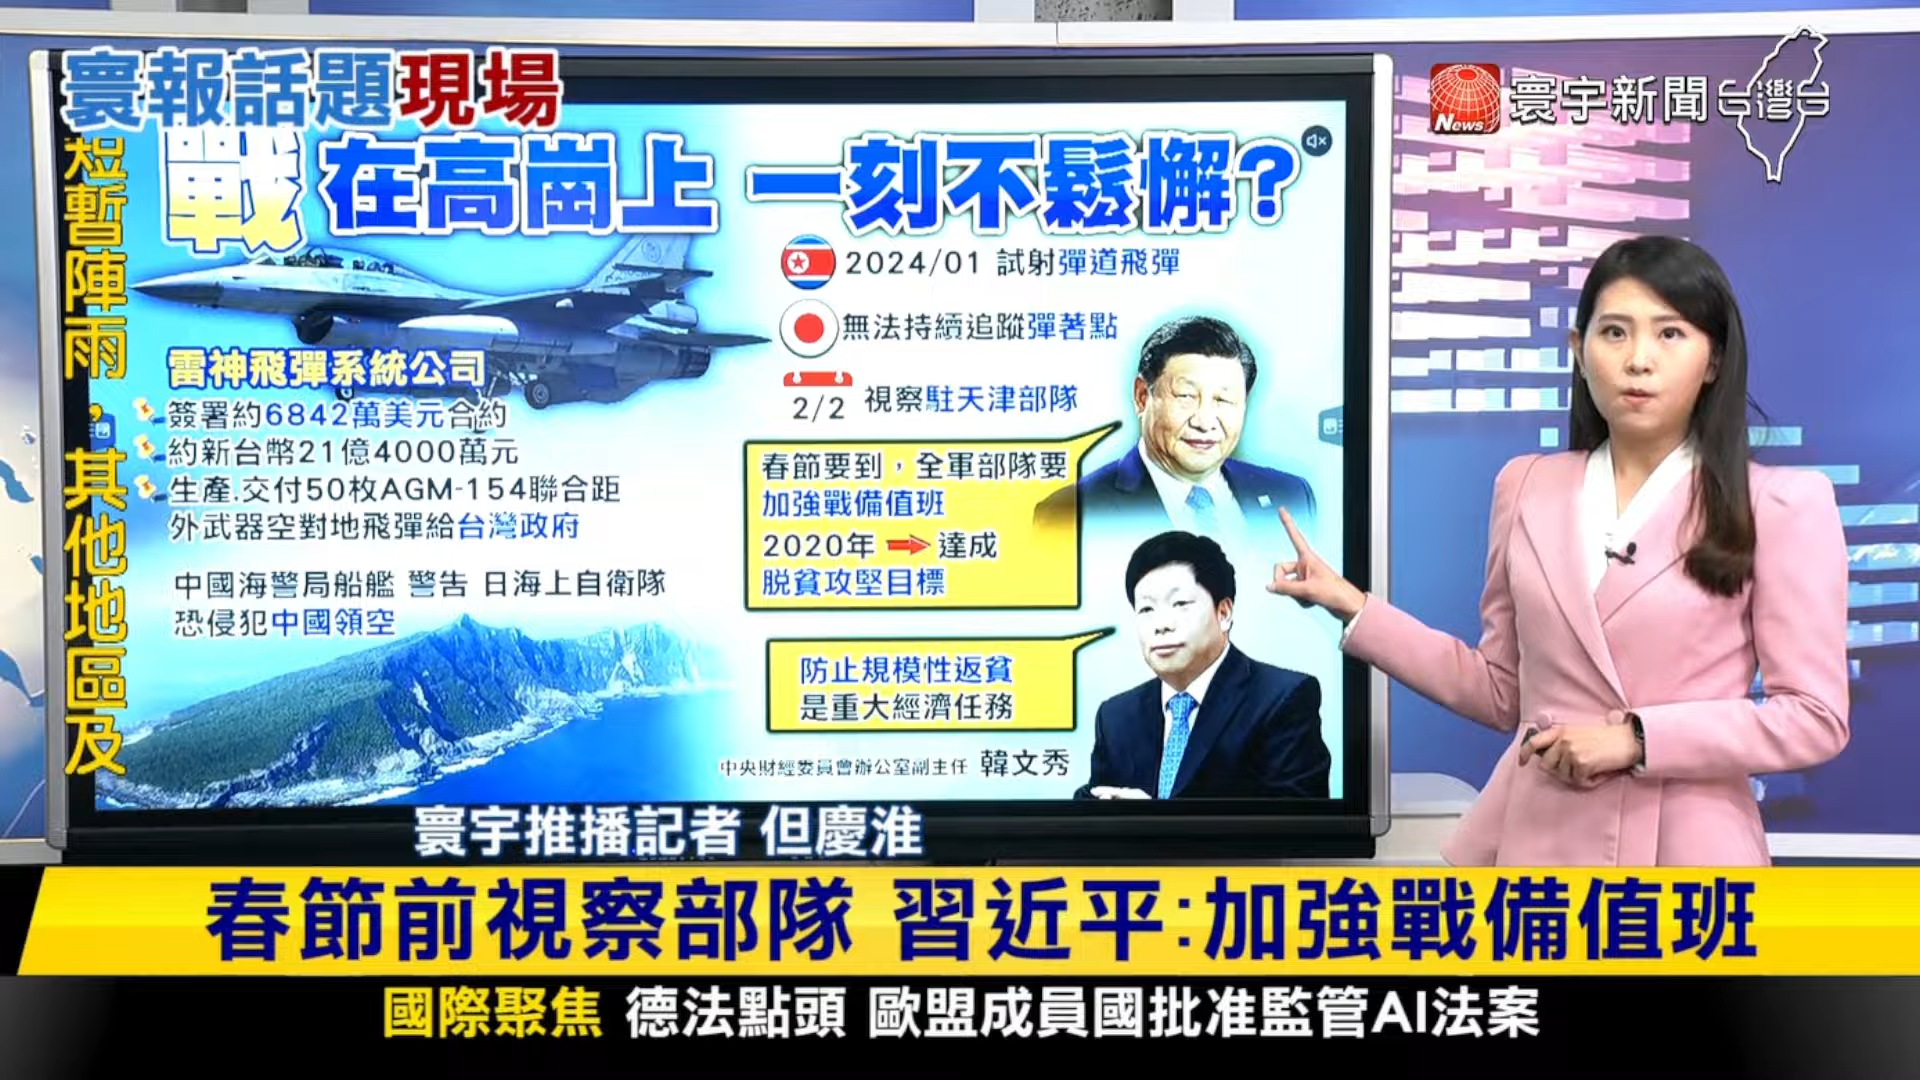 寰報話題現場
寰宇新聞 台灣台
News
短暫陣雨，其他地區及
戰在高崗上 一刻不鬆懈?
2024/01 試射彈道飛彈
無法持續追蹤彈著點
2/2 視察駐天津部隊
雷神飛彈系統公司
簽署約6842萬美元合約
約新台幣21億4000萬元
生產.交付50枚AGM-154聯合距
外武器空對地飛彈給台灣政府
中國海警局船艦 警告 日海上自衛隊
恐侵犯中國領空
春節要到，全軍部隊要
加強戰備值班
2020年 達成
脫貧攻堅目標
防止規模性返貧
是重大經濟任務
中央財經委員會辦公室副主任 韓文秀
寰宇推播記者 但慶淮
春節前視察部隊 習近平:加強戰備值班
國際聚焦 德法點頭 歐盟成員國批准監管AI法案